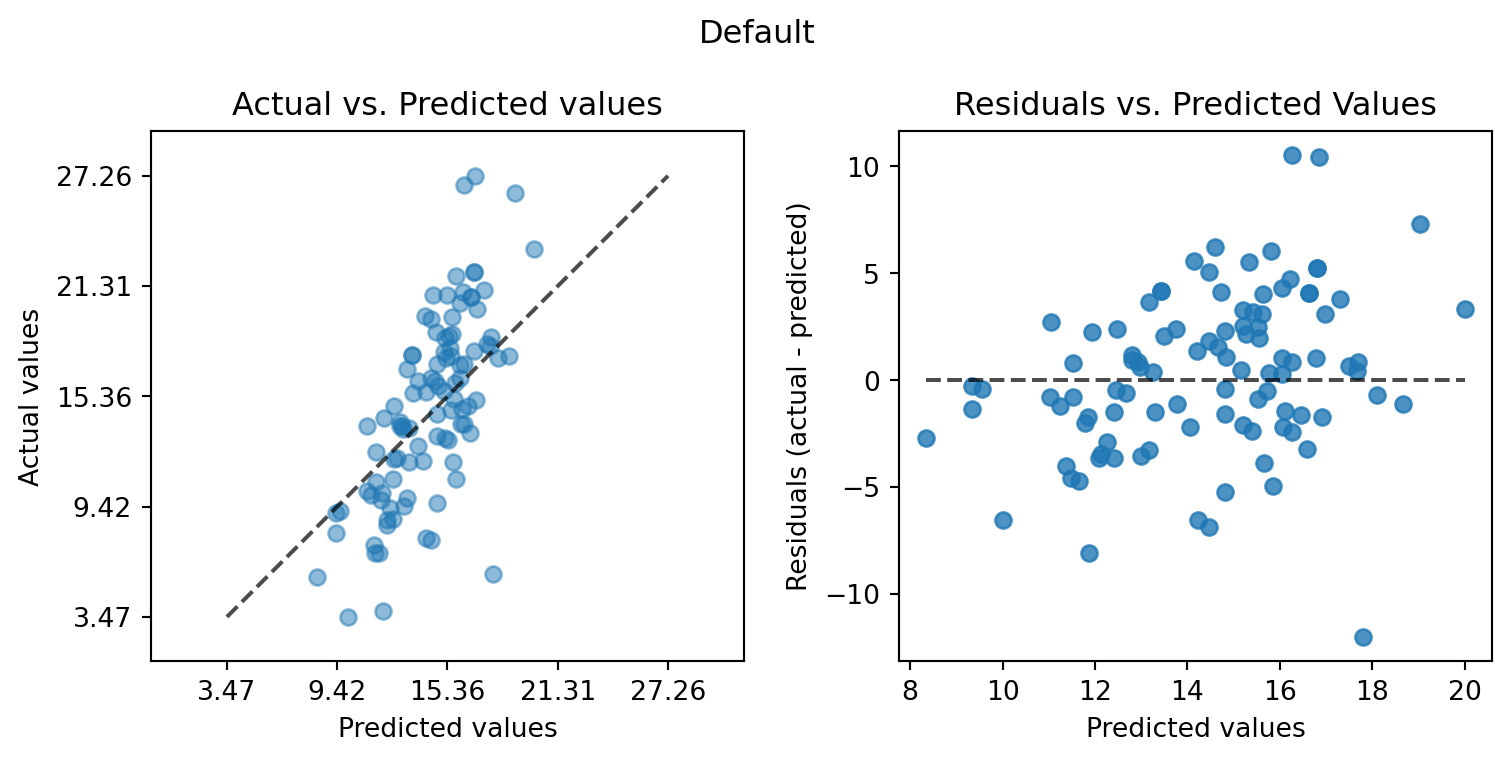 Default
Actual vs. Predicted values
Actual values
27.26
21.31
15.36
9.42
3.47
3.47 9.42 15.36 21.31 27.26
Predicted values
Residuals vs. Predicted Values
Residuals (actual - predicted)
10
5
0
−5
−10
8 10 12 14 16 18 20
Predicted values